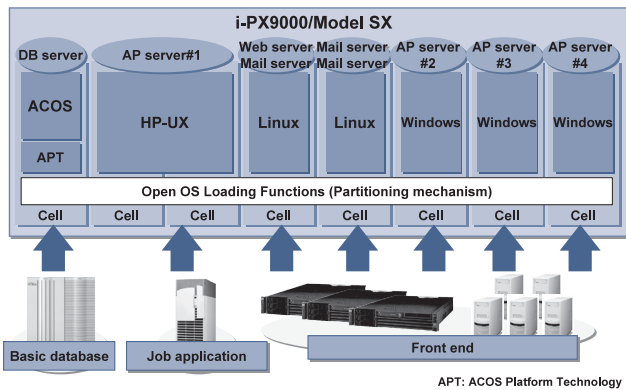 i-PX9000/Model SX
DB server
AP server#1
Web server
Mail server
Mail server
Mail server
AP server
#2
AP server
#3
AP server
#4
ACOS
APT
HP-UX
Linux
Linux
Windows
Windows
Windows
Open OS Loading Functions (Partitioning mechanism)
Cell Cell Cell Cell Cell Cell Cell Cell
Basic database
Job application
Front end
APT: ACOS Platform Technology